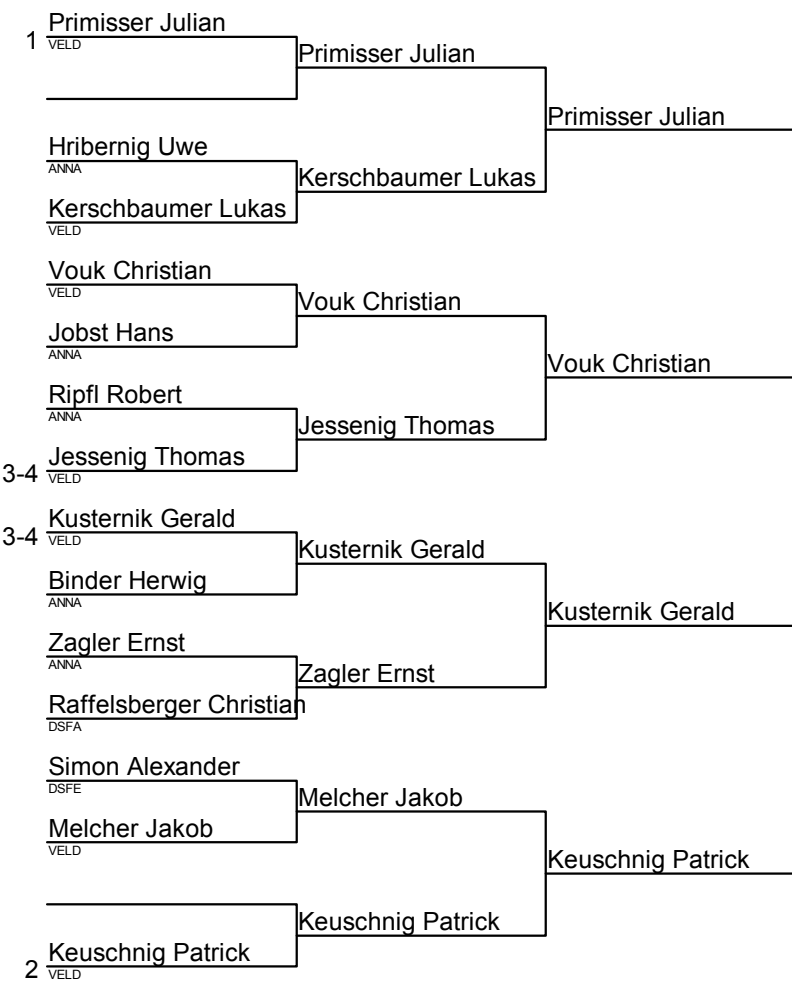 Primisser Julian
1 VELD
Primisser Julian
Primisser Julian
Hribernig Uwe
ANNA
Kerschbaumer Lukas
Kerschbaumer Lukas
VELD
Vouk Christian
VELD
Vouk Christian
Jobst Hans
ANNA
Vouk Christian
Ripfl Robert
ANNA
Jessenig Thomas
Jessenig Thomas
3-4 VELD
Kusternik Gerald
3-4 VELD
Kusternik Gerald
Binder Herwig
ANNA
Kusternik Gerald
Zagler Ernst
ANNA
Zagler Ernst
Raffelsberger Christian
DSFA
Simon Alexander
DSFE
Melcher Jakob
Melcher Jakob
VELD
Keuschnig Patrick
Keuschnig Patrick
Keuschnig Patrick
2 VELD